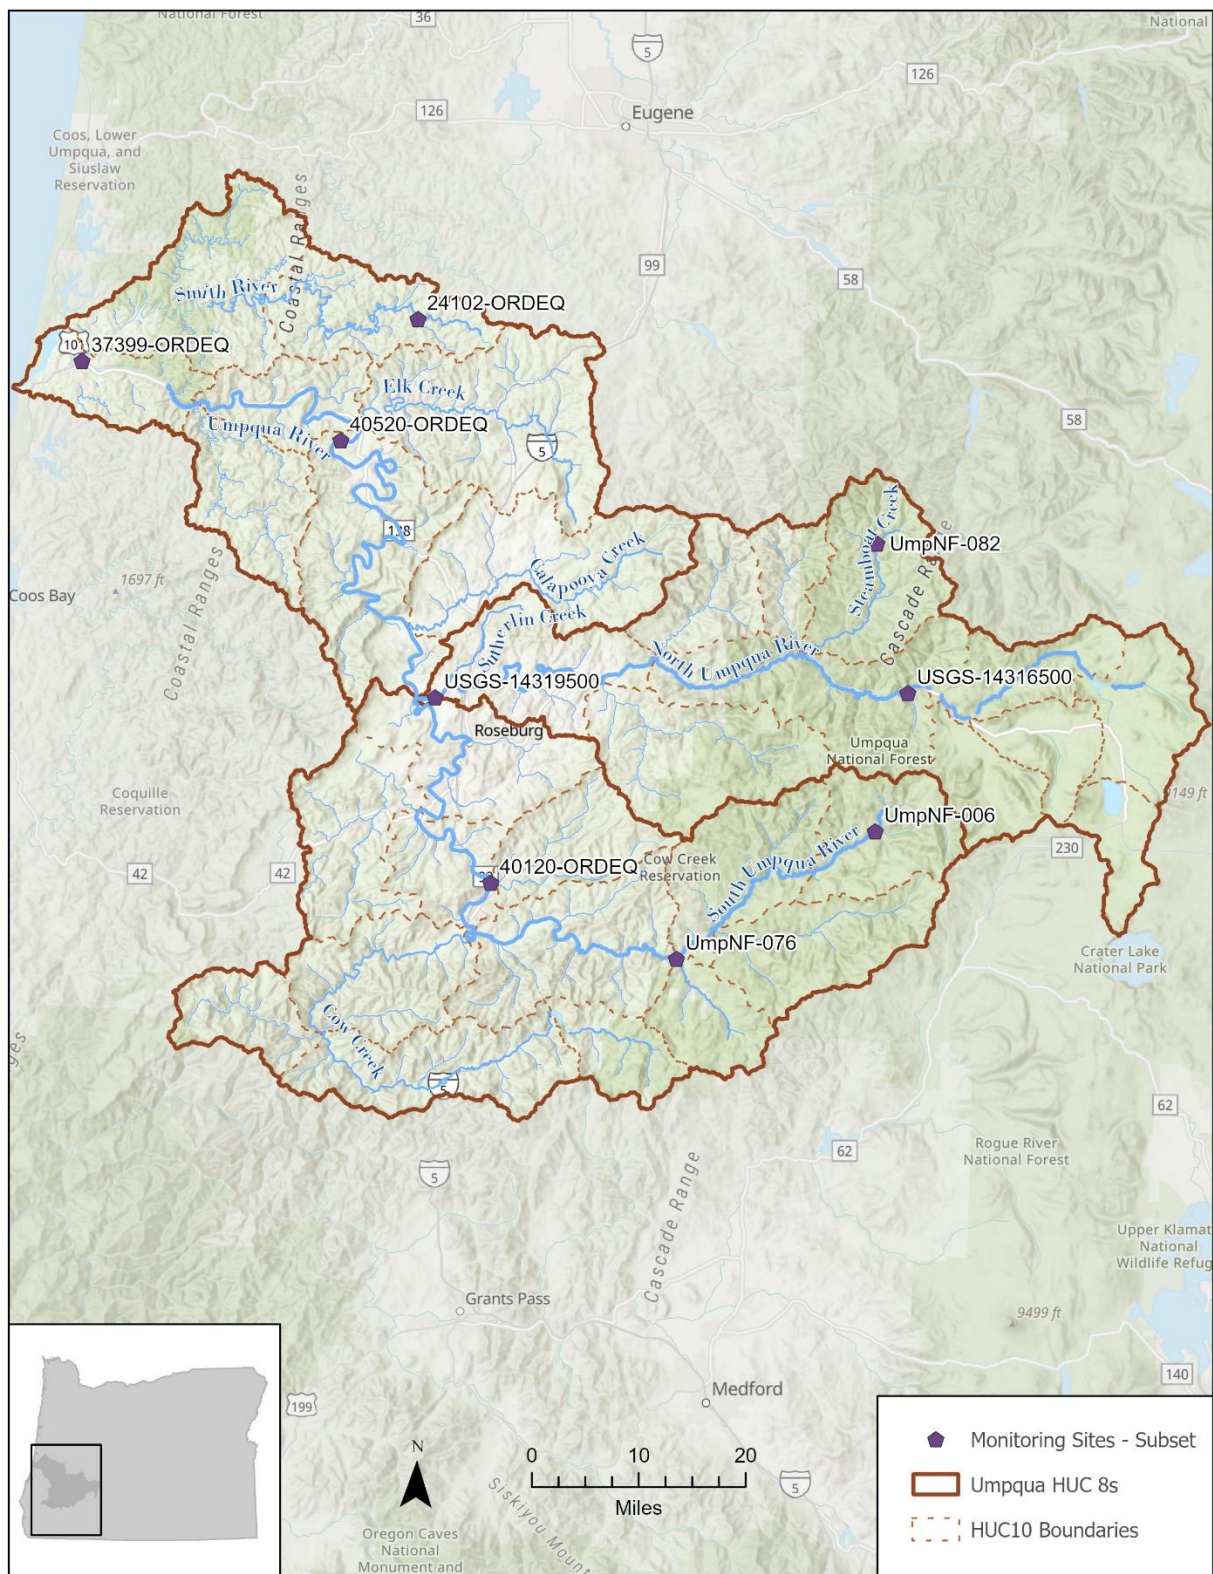 National Forest
36
5
National
126
126
Eugene
Coos, Lower
Umpqua, and
Siuslaw
Reservation
Coastal Ranges
99
58
Smith River
24102-ORDEQ
101
37399-ORDEQ
Elk Creek
58
Umpqua River
40520-ORDEQ
5
138
Steamboat Creek
UmpNF-082
Calapooya Creek
1697 ft
Coos Bay
Coastal Ranges
Sutherlin Creek
Cascade Range
North Umpqua River
USGS-14319500
USGS-14316500
Roseburg
Umpqua
National Forest
Coquille
Reservation
9149 ft
UmpNF-006
South Umpqua River
230
42
42
40120-ORDEQ
Cow Creek
Reservation
UmpNF-076
Crater Lake
National Park
Cow Creek
ges
5
62
62
Rogue River
National Forest
5
Cascade Range
Upper Klamat
National
Wildlife Refug
Grants Pass
9499 ft
140
Medford
199
N
0 10 20
Miles
5
Siskiyou Mount
Oregon Caves
National
Monument and
Monitoring Sites - Subset
Umpqua HUC 8s
HUC10 Boundaries